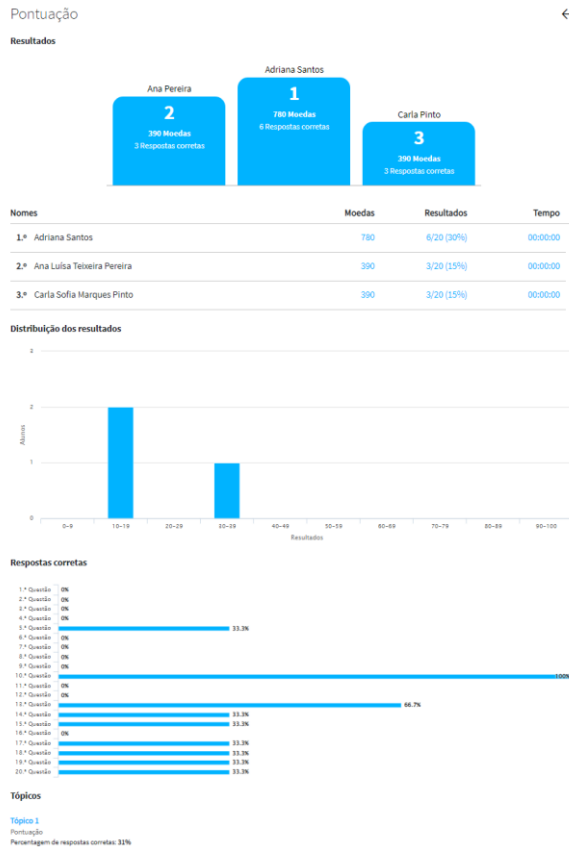 Pontuação
Resultados
Adriana Santos
Ana Pereira
1
2
780 Moedas
Carla Pinto
6 Respostas corretas
390 Moedas
3
3 Respostas corretas
390 Moedas
3 Respostas corretas
Nomes Moedas Resultados Tempo
1.º Adriana Santos 780 6/20 (30%) 00:00:00
2.º Ana Luísa Teixeira Pereira 390 3/20 (15%) 00:00:00
3.º Carla Sofia Marques Pinto 390 3/20 (15%) 00:00:00
Distribuição dos resultados
3
2
Alunos
1
0
0-9 10-19 20-29 30-39 40-49 50-59 60-69 70-79 80-89 90-100
Resultados
Respostas corretas
1.ª Questão 0%
2.ª Questão 0%
3.ª Questão 0%
4.ª Questão 0%
5.ª Questão 33.3%
6.ª Questão 0%
7.ª Questão 0%
8.ª Questão 0%
9.ª Questão 0%
10.ª Questão 100%
11.ª Questão 0%
12.ª Questão 0%
13.ª Questão 66.7%
14.ª Questão 33.3%
15.ª Questão 33.3%
16.ª Questão 0%
17.ª Questão 33.3%
18.ª Questão 33.3%
19.ª Questão 33.3%
20.ª Questão 33.3%
Tópicos
Tópico 1
Pontuação
Percentagem de respostas corretas: 31%